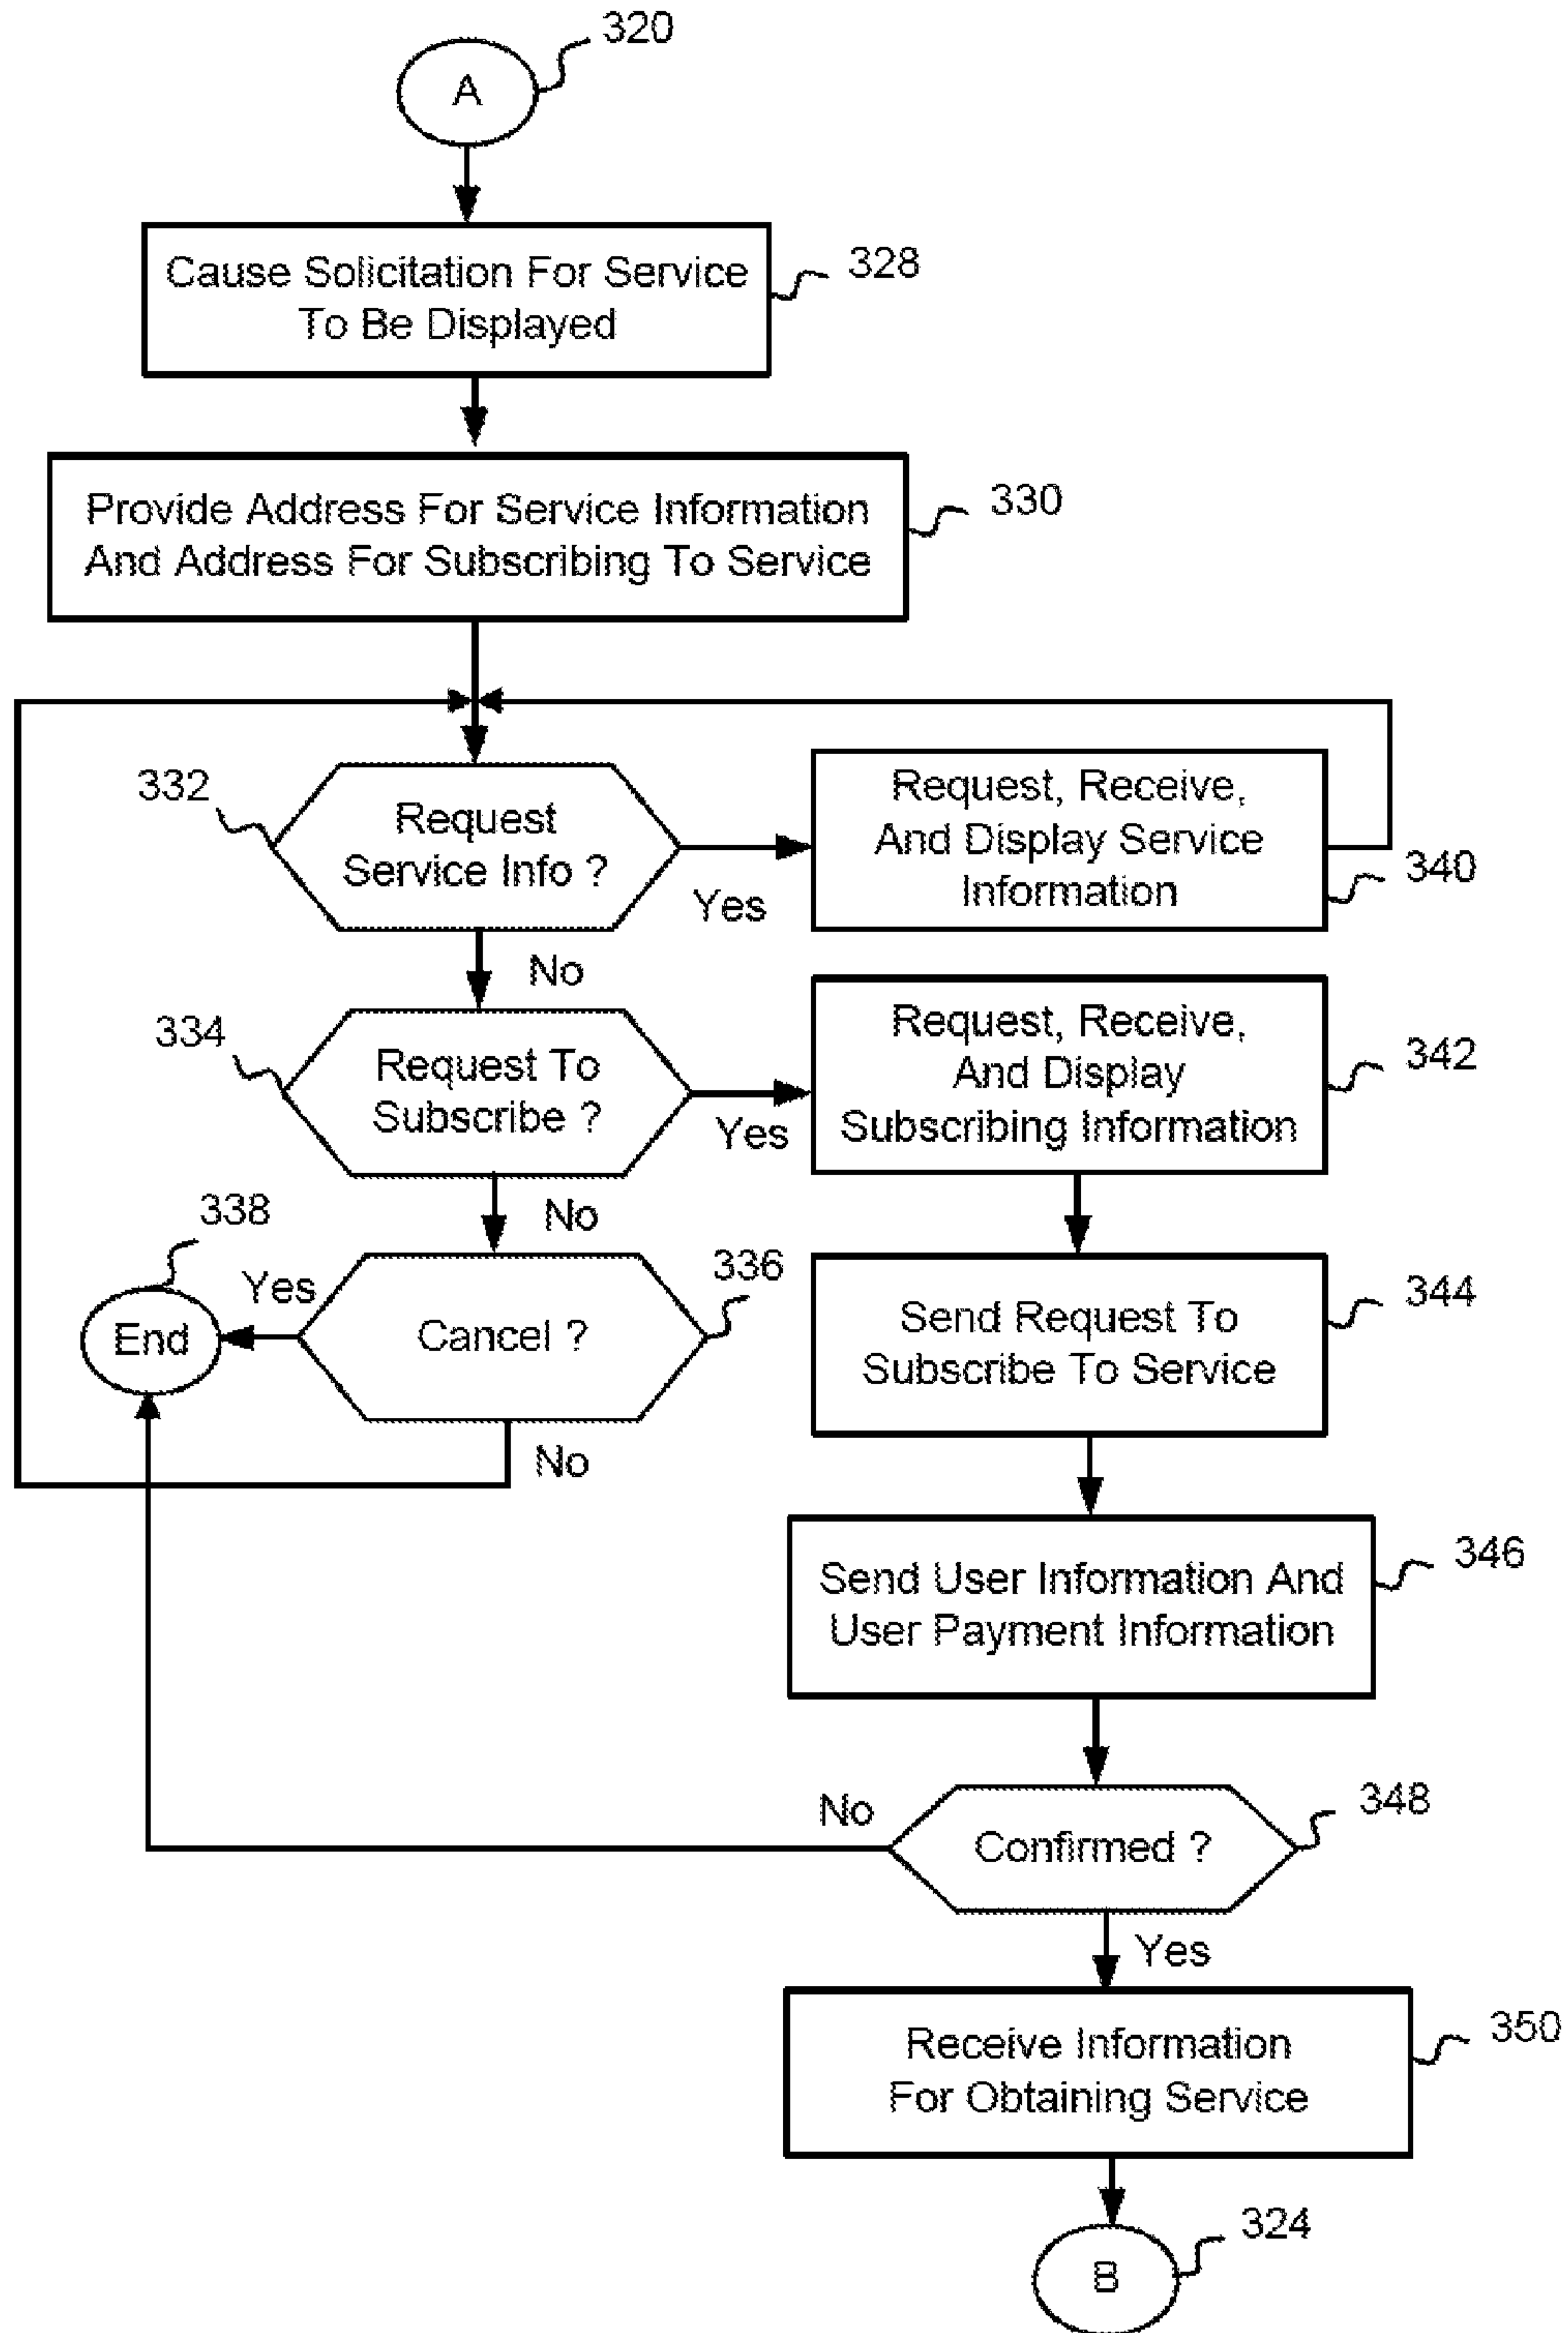 320
A
Cause Solicitation For Service
To Be Displayed
328
Provide Address For Service Information
And Address For Subscribing To Service
330
332
Request
Service Info ?
Yes
No
Request, Receive,
And Display Service
Information
340
334
Request To
Subscribe ?
Yes
No
Request, Receive,
And Display
Subscribing Information
342
338
End
Yes
Cancel ?
336
No
Send Request To
Subscribe To Service
344
Send User Information And
User Payment Information
346
No
Confirmed ?
348
Yes
Receive Information
For Obtaining Service
350
324
B